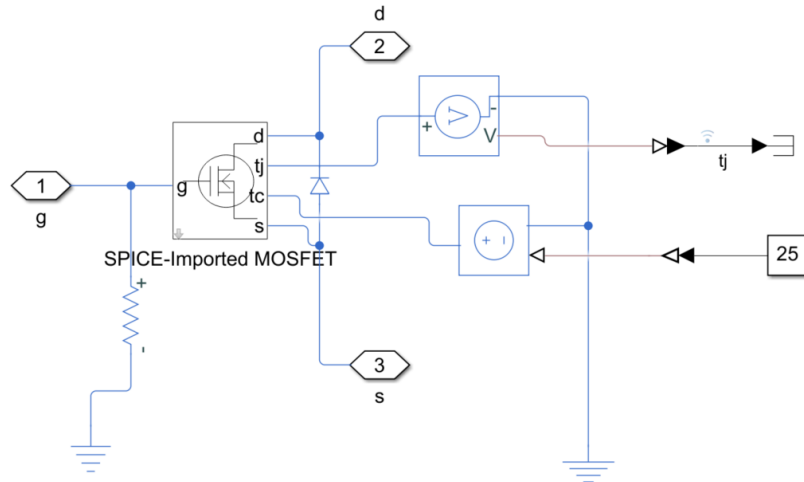 d
2
d
tj
tc
s
g
1
g
SPICE-Imported MOSFET
+
-
+
-
V
V
tj
+
-
25
3
s